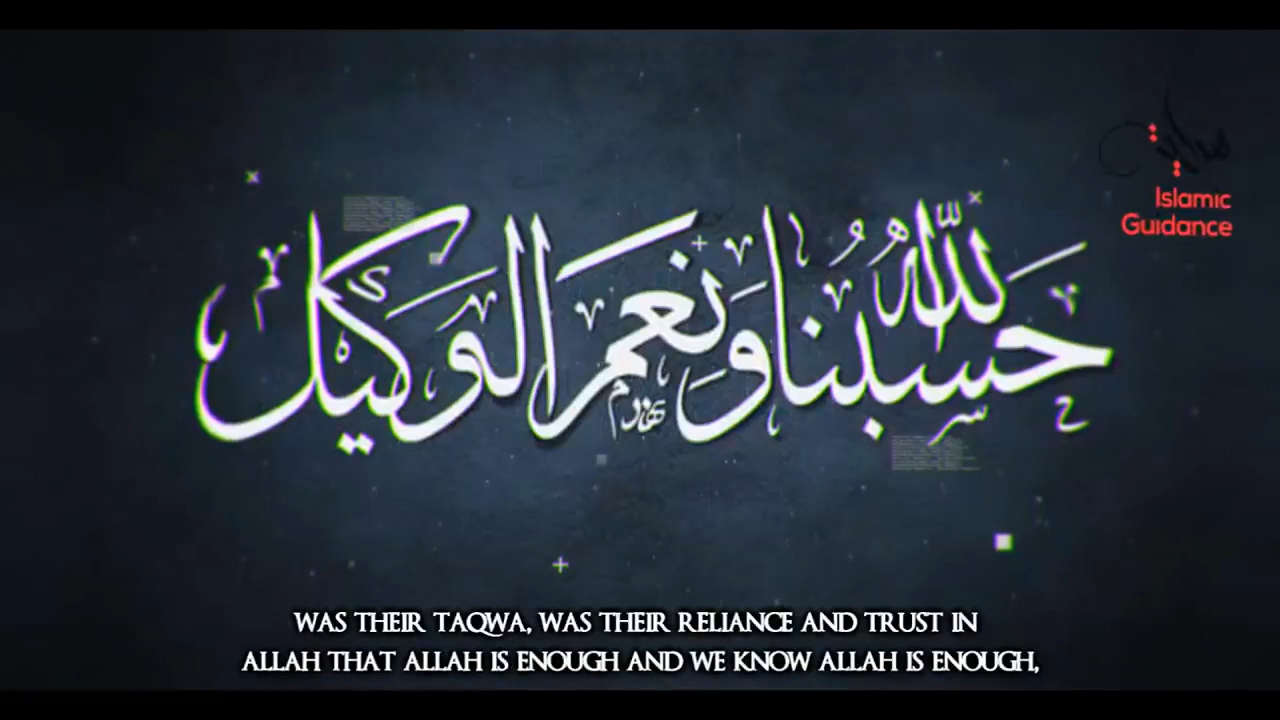 حسبنا الله ونعم الوكيل
Islamic
Guidance
WAS THEIR TAQWA, WAS THEIR RELIANCE AND TRUST IN
ALLAH THAT ALLAH IS ENOUGH AND WE KNOW ALLAH IS ENOUGH,